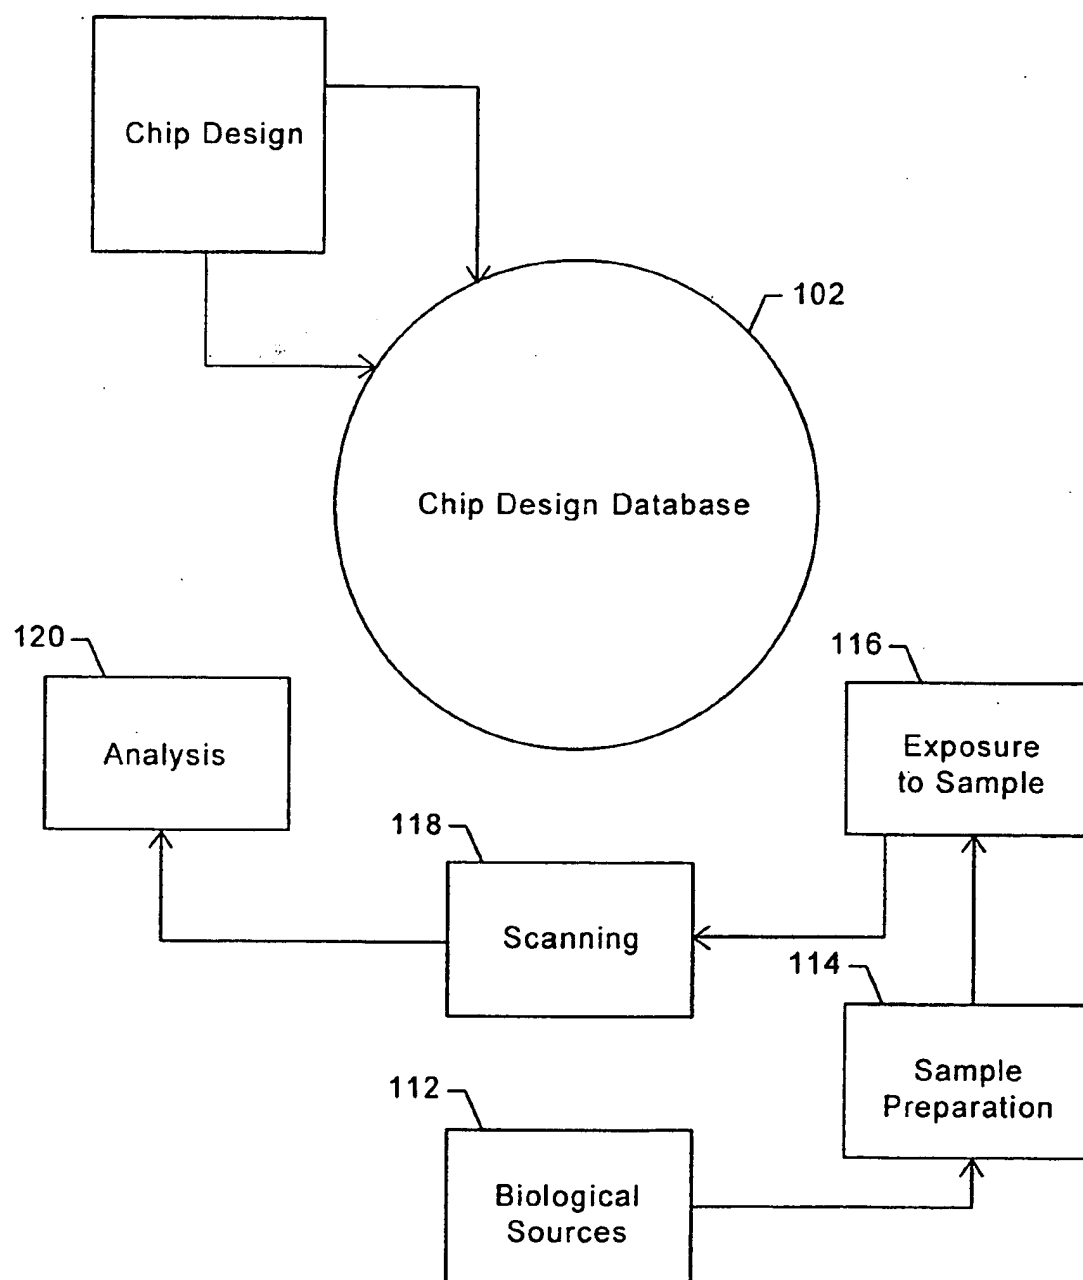 Chip Design
102
Chip Design Database
120
116
Analysis
Exposure
to Sample
118
Scanning
114
Sample
Preparation
112
Biological
Sources